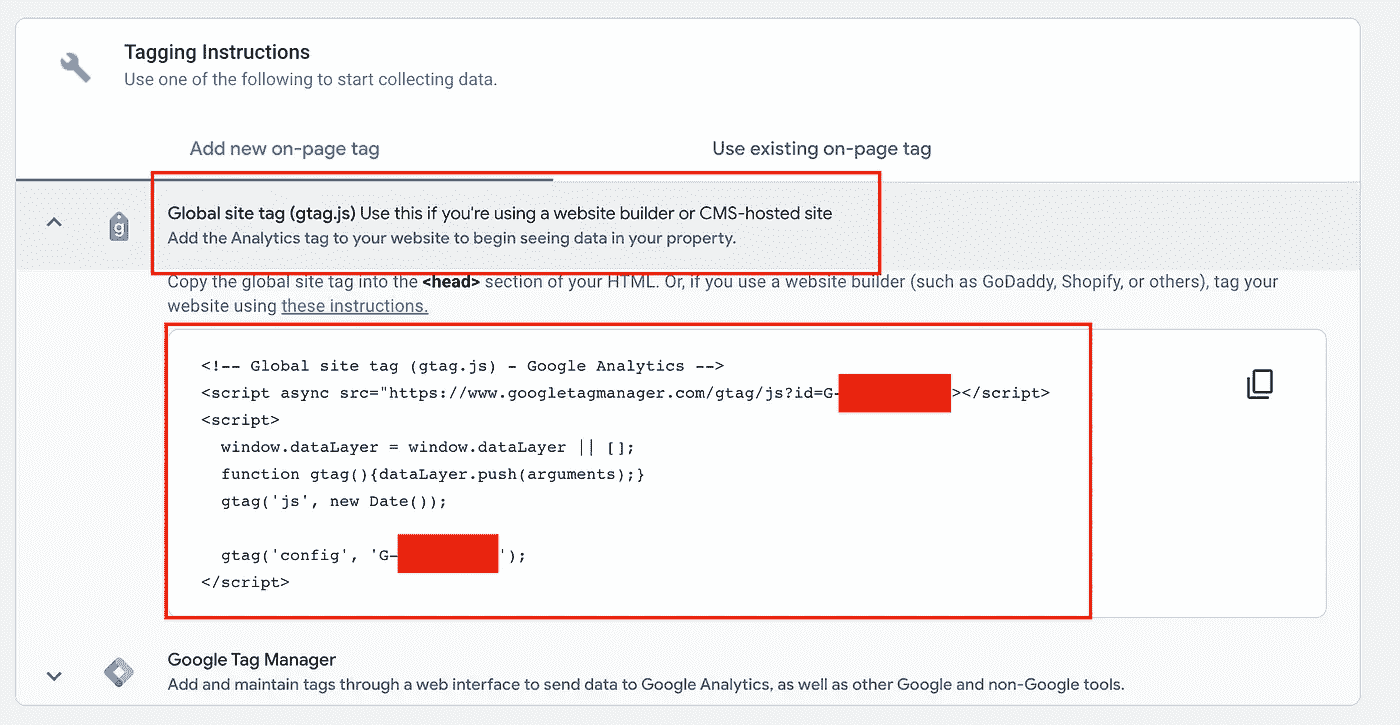 Tagging Instructions
Use one of the following to start collecting data.
Add new on-page tag
Use existing on-page tag
g
Global site tag (gtag.js) Use this if you're using a website builder or CMS-hosted site
Add the Analytics tag to your website to begin seeing data in your property.
Copy the global site tag into the <head> section of your HTML. Or, if you use a website builder (such as GoDaddy, Shopify, or others), tag your
website using these instructions.
<!-- Global site tag (gtag.js) - Google Analytics -->
<script async src="https://www.googletagmanager.com/gtag/js?id=G-></script>
<script>
  window.dataLayer = window.dataLayer || [];
  function gtag(){dataLayer.push(arguments);}
  gtag('js', new Date());
  gtag('config', 'G-');
</script>
Google Tag Manager
Add and maintain tags through a web interface to send data to Google Analytics, as well as other Google and non-Google tools.